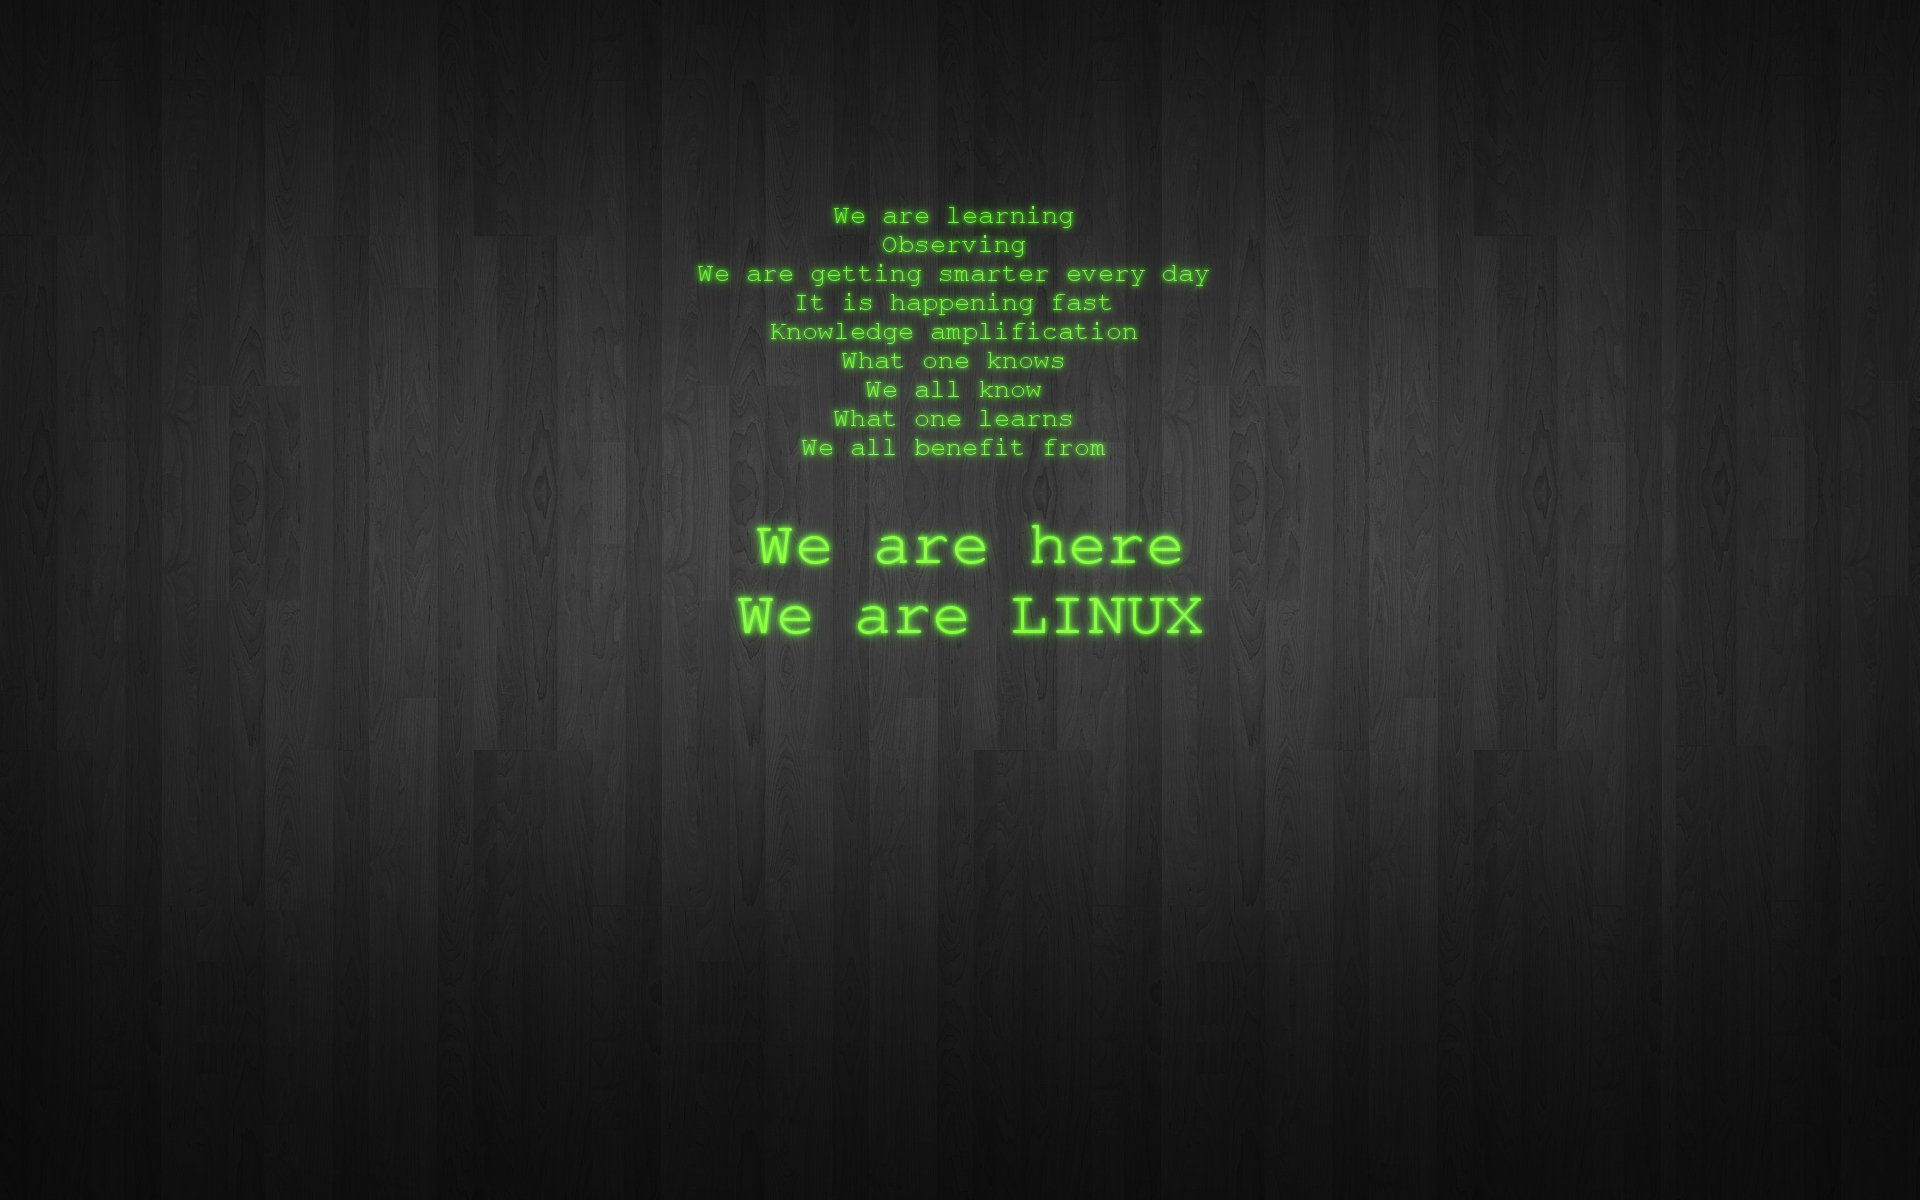 We are learning
Observing
We are getting smarter every day
It is happening fast
Knowledge amplification
What one knows
We all know
What one learns
We all benefit from
We are here
We are LINUX